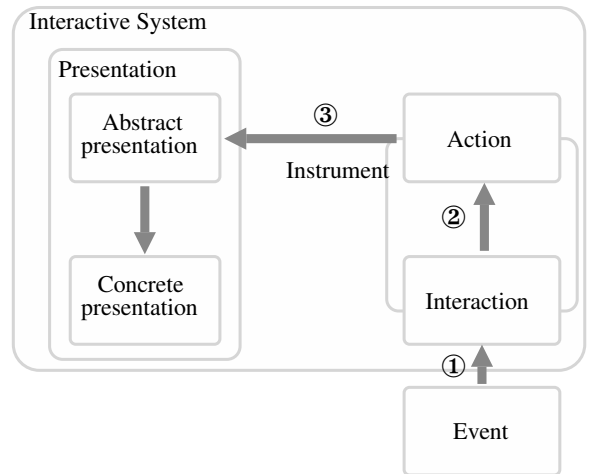 Interactive System
Presentation
Abstract
presentation
③
Action
Instrument
②
Concrete
presentation
Interaction
①
Event